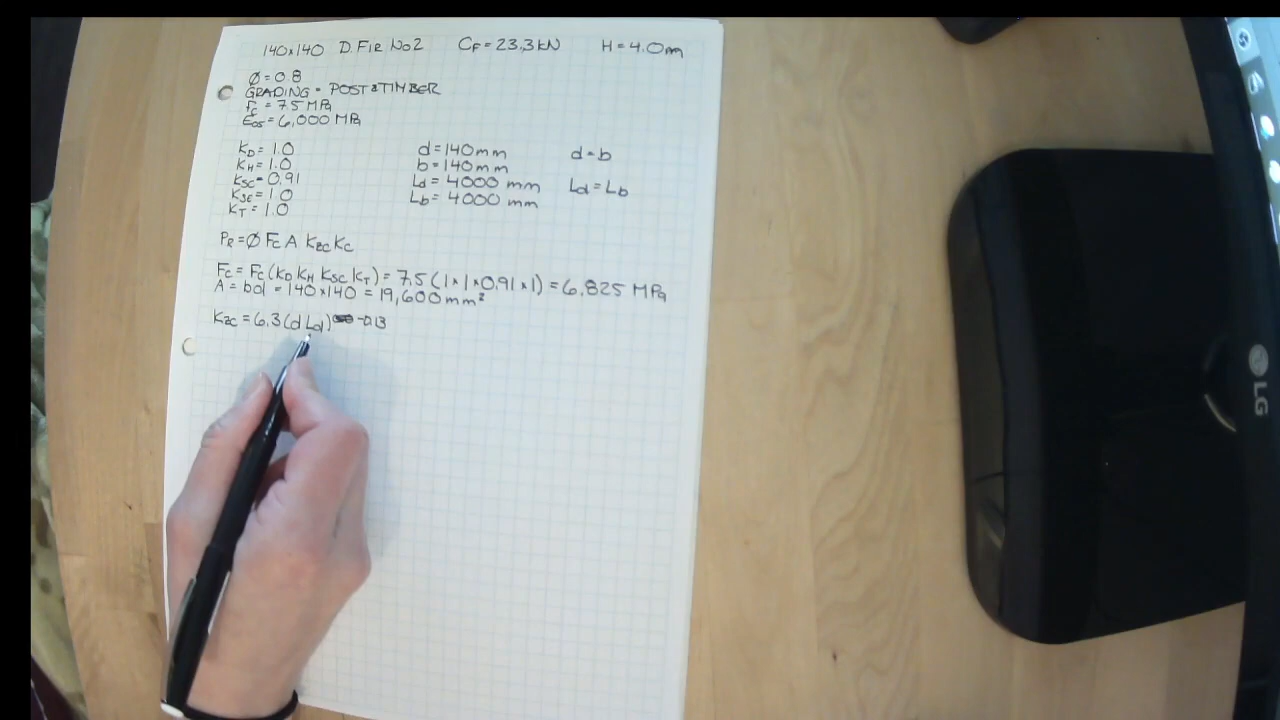 140x140 D.FIR No2 CF = 23.3kN H = 4.0m
Ø = 0.8
GRADING = POST & TIMBER
Fc = 7.5 MPa
E05 = 6,000 MPa
KD = 1.0 d = 140mm d = b
KH = 1.0 b = 140mm
KSC = 0.91 Ld = 4000 mm Ld = Lb
KSE = 1.0 Lb = 4000 mm
KT = 1.0
PR = Ø FC A KZC KC
FC = Fc (KD KH KSC KT) = 7.5 (1 x 1 x 0.91 x 1) = 6.825 MPa
A = bd = 140 x 140 = 19,600 mm²
KZC = 6.3 (d Ld) -0.13
LG